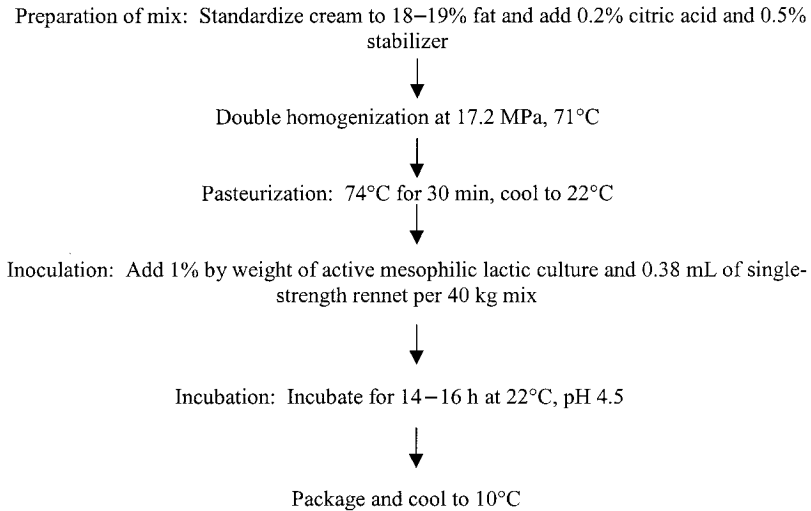 Preparation of mix: Standardize cream to 18–19% fat and add 0.2% citric acid and 0.5%
stabilizer
Double homogenization at 17.2 MPa, 71°C
Pasteurization: 74°C for 30 min, cool to 22°C
Inoculation: Add 1% by weight of active mesophilic lactic culture and 0.38 mL of single-
strength rennet per 40 kg mix
Incubation: Incubate for 14–16 h at 22°C, pH 4.5
Package and cool to 10°C